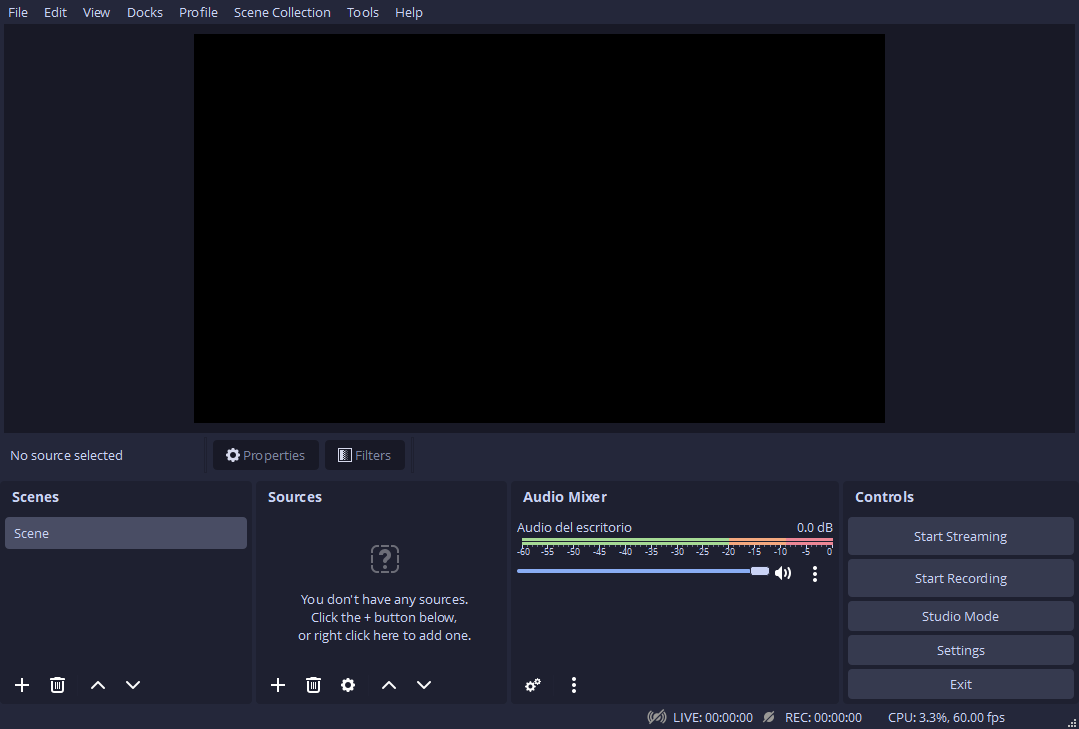 File Edit View Docks Profile Scene Collection Tools Help
No source selected Properties Filters
Scenes
Scene
Sources
You don't have any sources.
Click the + button below,
or right click here to add one.
Audio Mixer
Audio del escritorio 0.0 dB
-60 -55 -50 -45 -40 -35 -30 -25 -20 -15 -10 -5 0
Controls
Start Streaming
Start Recording
Studio Mode
Settings
Exit
LIVE: 00:00:00 REC: 00:00:00 CPU: 3.3%, 60.00 fps